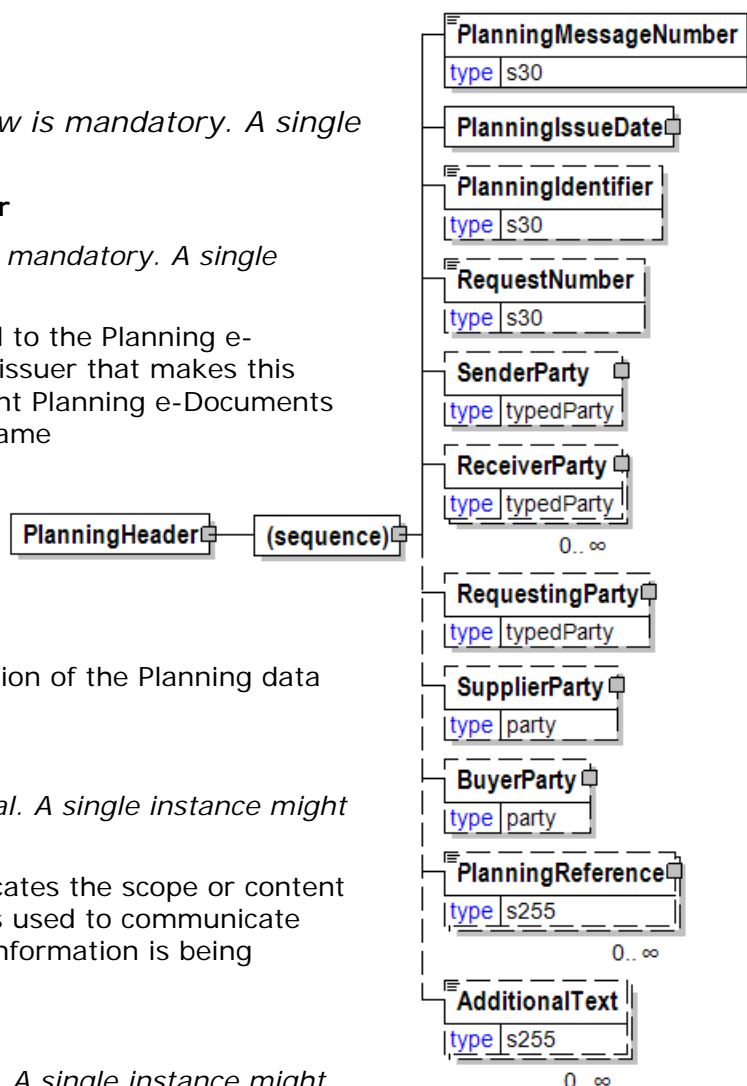 w is mandatory. A single
r
mandatory. A single
l to the Planning e-
issuer that makes this
nt Planning e-Documents
ame
PlanningHeader
(sequence)
tion of the Planning data
al. A single instance might
cates the scope or content
s used to communicate
nformation is being
. A single instance might
PlanningMessageNumber
type s30
PlanningIssueDate
PlanningIdentifier
type s30
RequestNumber
type s30
SenderParty
type typedParty
ReceiverParty
type typedParty
0.. ∞
RequestingParty
type typedParty
SupplierParty
type party
BuyerParty
type party
PlanningReference
type s255
0.. ∞
AdditionalText
type s255
0.. ∞